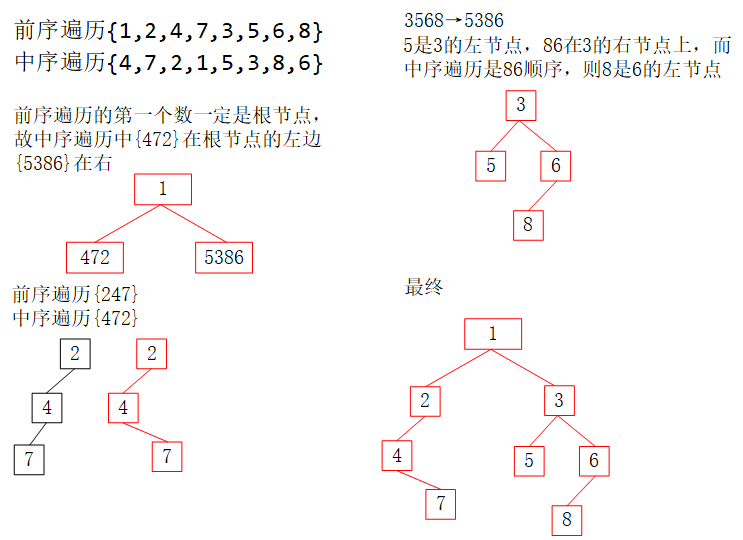 前序遍历{1,2,4,7,3,5,6,8}
中序遍历{4,7,2,1,5,3,8,6}
前序遍历的第一个数一定是根节点，
故中序遍历中{472}在根节点的左边
{5386}在右
1
472
5386
前序遍历{247}
中序遍历{472}
2
4
7
2
4
7
3568→5386
5是3的左节点，86在3的右节点上，而
中序遍历是86顺序，则8是6的左节点
3
5
6
8
最终
1
2
3
4
5
6
7
8